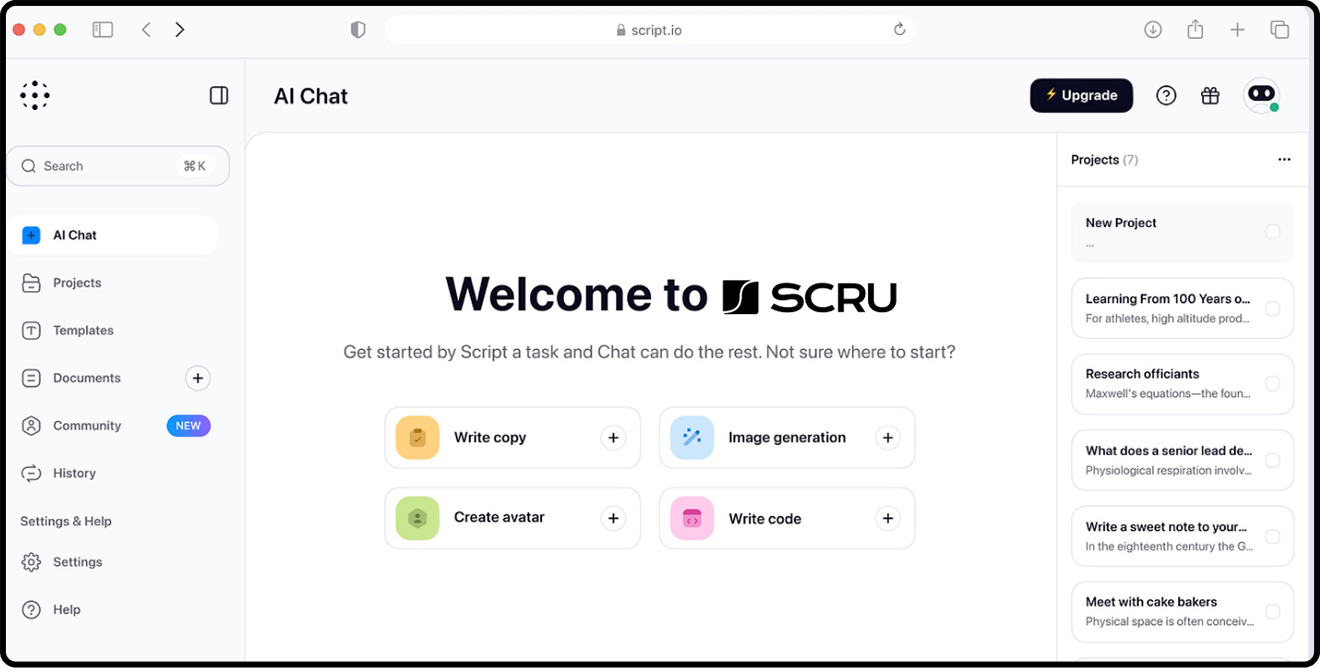 script.io
AI Chat
Upgrade
Search
⌘ K
AI Chat
Projects
Templates
Documents
Community
NEW
History
Settings & Help
Settings
Help
Welcome to SCRU
Get started by Script a task and Chat can do the rest. Not sure where to start?
Write copy
Image generation
Create avatar
Write code
Projects (7)
New Project
...
Learning From 100 Years o...
For athletes, high altitude prod...
Research officiants
Maxwell's equations—the foun...
What does a senior lead de...
Physiological respiration involv...
Write a sweet note to your...
In the eighteenth century the G...
Meet with cake bakers
Physical space is often conceiv...